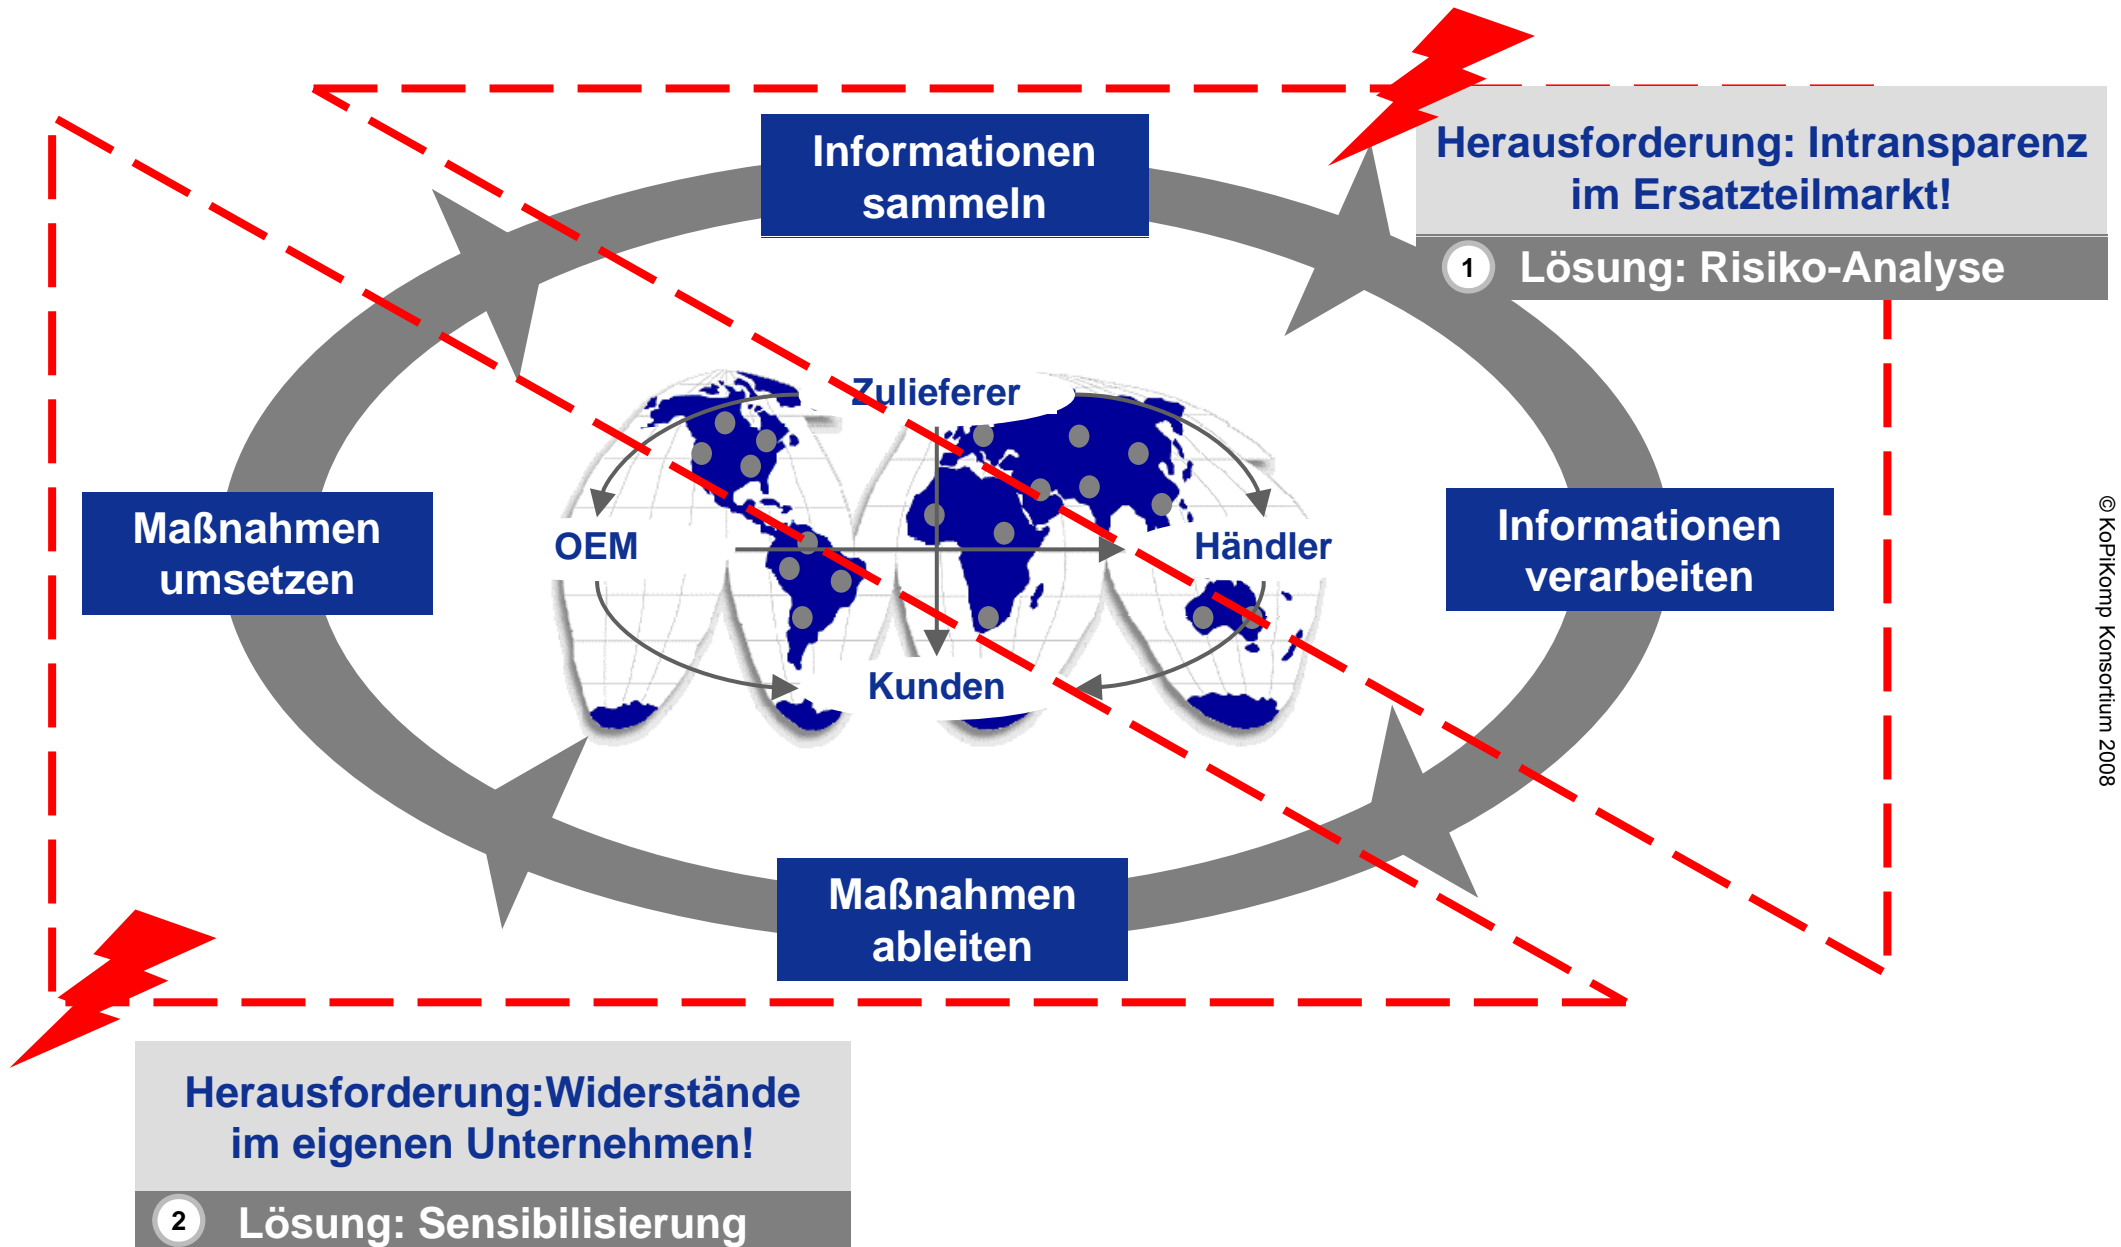 Informationen
sammeln
Herausforderung: Intransparenz
im Ersatzteilmarkt!
1 Lösung: Risiko-Analyse
Zulieferer
OEM
Händler
Kunden
Maßnahmen
umsetzen
Informationen
verarbeiten
Maßnahmen
ableiten
© KoPiKomp Konsortium 2008
Herausforderung:Widerstände
im eigenen Unternehmen!
2 Lösung: Sensibilisierung